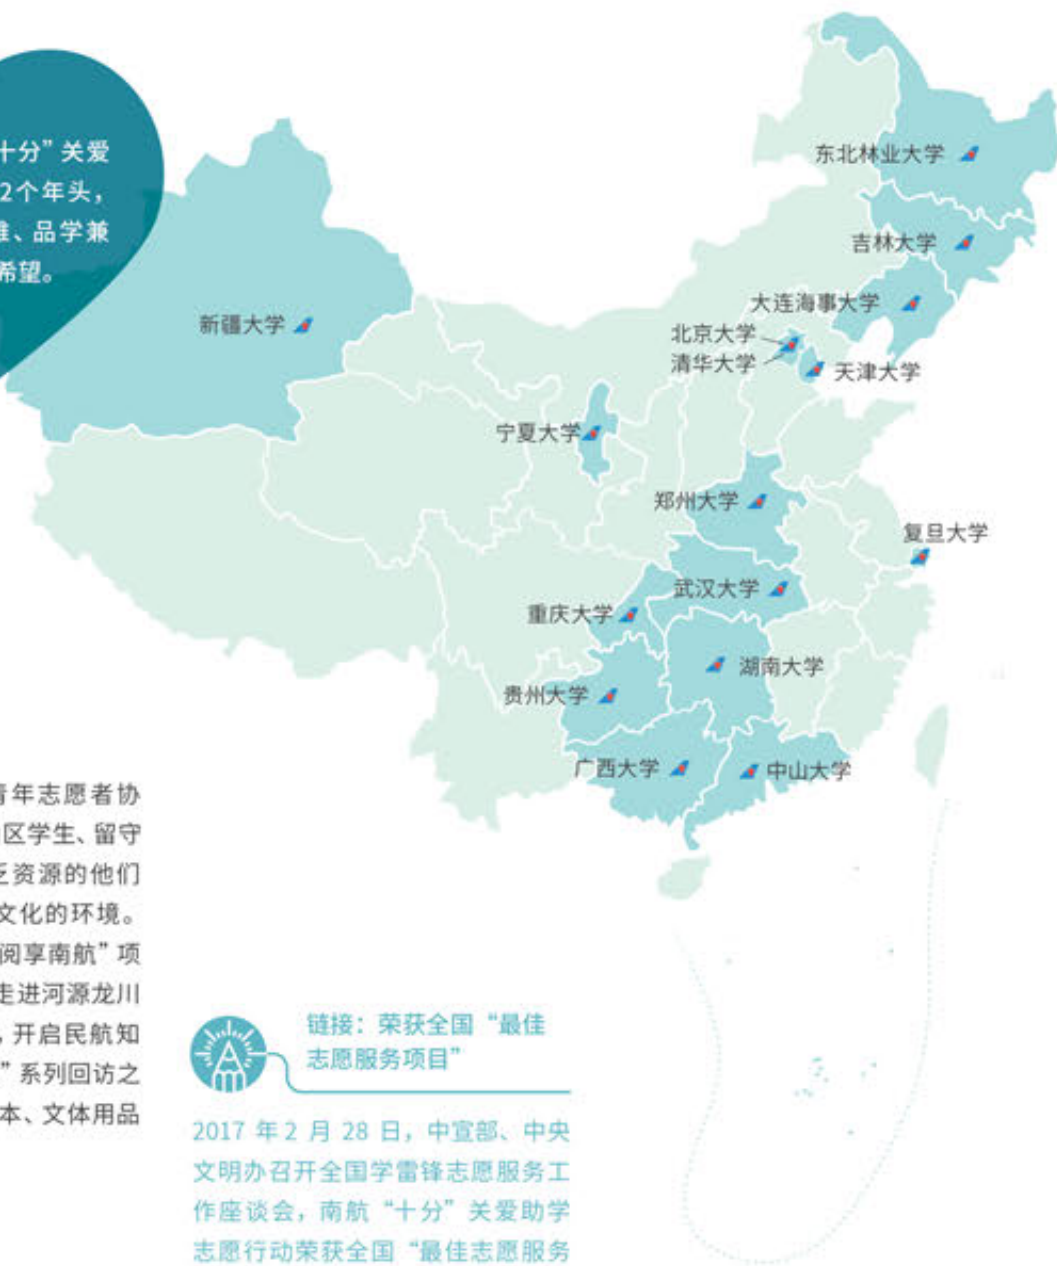 十分”关爱
2个年头，
、品学兼
希望。
东北林业大学
吉林大学
大连海事大学
北京大学
清华大学
天津大学
新疆大学
宁夏大学
郑州大学
复旦大学
武汉大学
重庆大学
湖南大学
贵州大学
广西大学
中山大学
青年志愿者协
区学生、留守
乏资源的他们
文化的环境。
阅享南航”项
走进河源龙川
，开启民航知
”系列回访之
本、文体用品
链接：荣获全国“最佳
志愿服务项目”
2017 年 2 月 28 日，中宣部、中央
文明办召开全国学雷锋志愿服务工
作座谈会，南航“十分”关爱助学
志愿行动荣获全国“最佳志愿服务